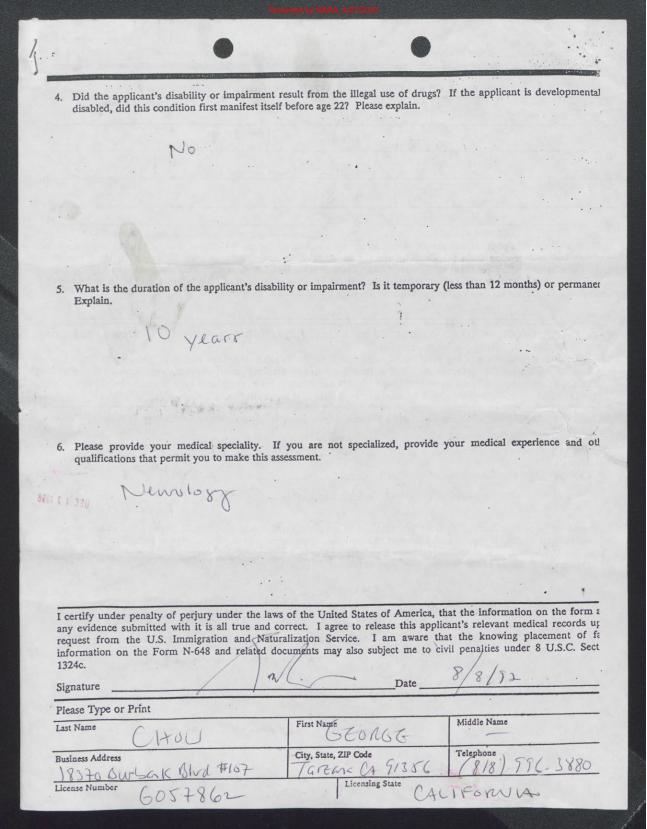 4. Did the applicant's disability or impairment result from the illegal use of drugs? If the applicant is developmental
disabled, did this condition first manifest itself before age 22? Please explain.
No
5. What is the duration of the applicant's disability or impairment? Is it temporary (less than 12 months) or permane
Explain.
10 years
6. Please provide your medical speciality. If you are not specialized, provide your medical experience and ot
qualifications that permit you to make this assessment.
Neurology
I certify under penalty of perjury under the laws of the United States of America, that the information on the form
any evidence submitted with it is all true and correct. I agree to release this applicant's relevant medical records up
request from the U.S. Immigration and Naturalization Service. I am aware that the knowing placement of fa
information on the Form N-648 and related documents may also subject me to civil penalties under 8 U.S.C. Sect
1324c.
Signature Date 8/8/92
Please Type or Print
Last Name First Name Middle Name
CHOU GEORGE —
Business Address City, State, ZIP Code Telephone
18370 Burbank Blvd #107 Tarzana CA 91356 (818) 996-3880
License Number Licensing State
G057862 CALIFORNIA